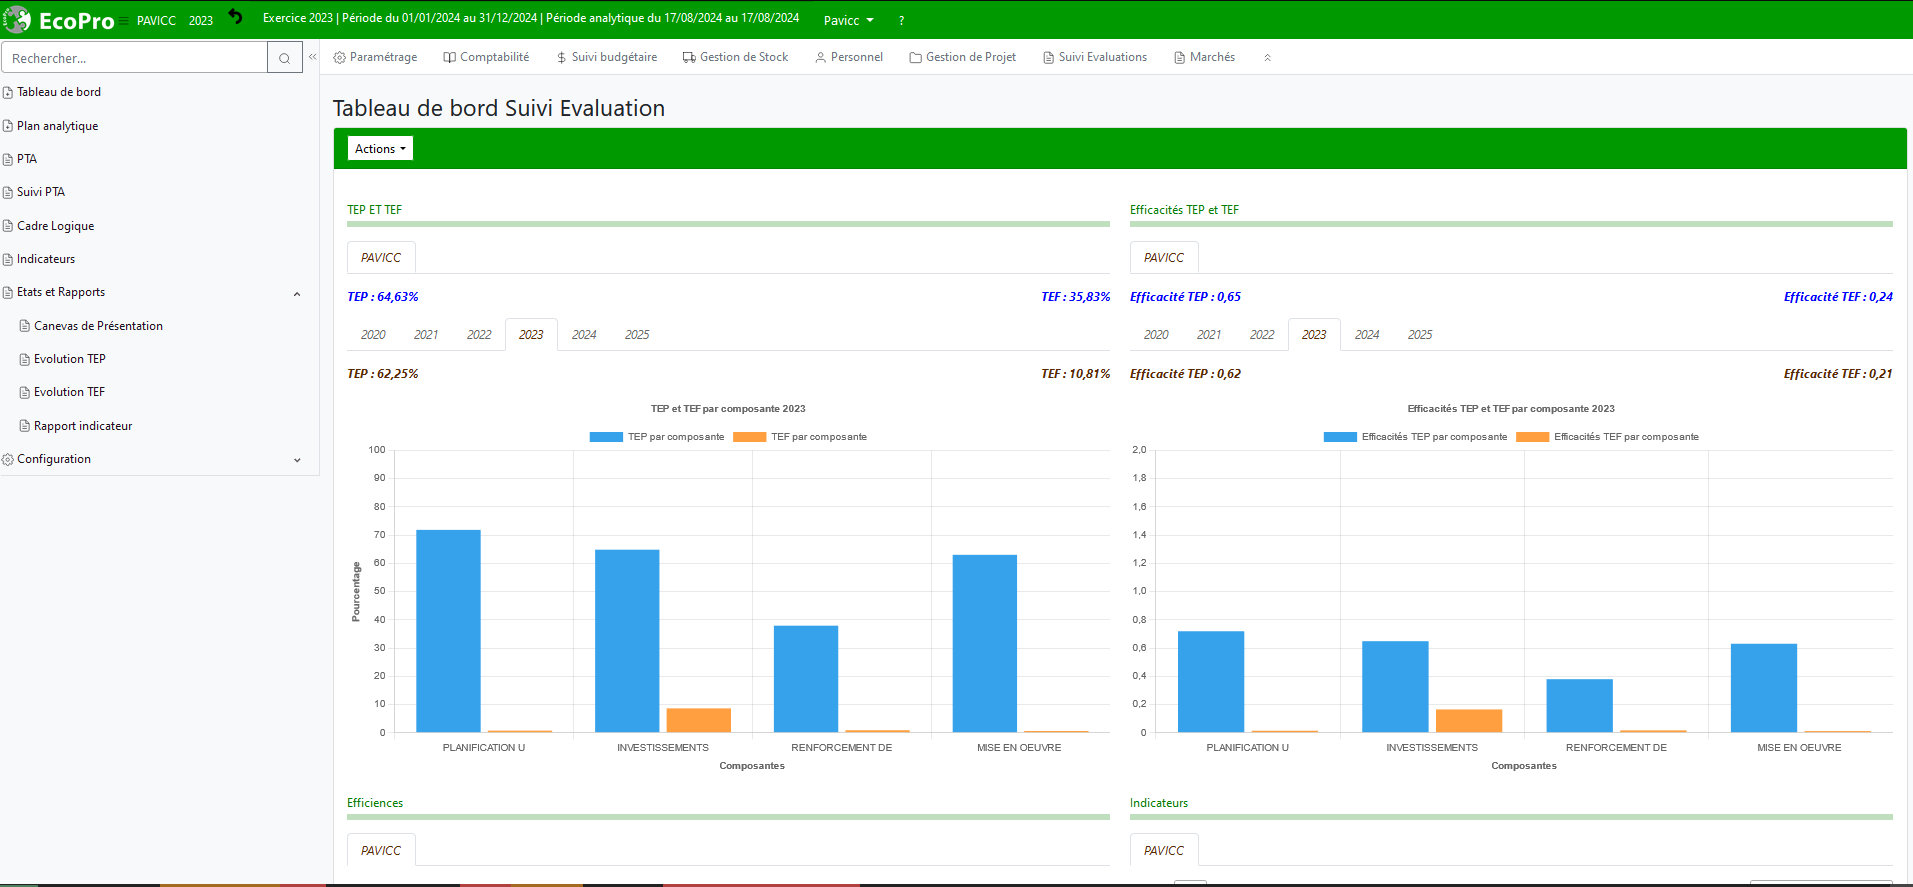 EcoPro PAVICC 2023 Exercice 2023 | Période du 01/01/2024 au 31/12/2024 | Période analytique du 17/08/2024 au 17/08/2024 Pavicc ?
Rechercher...
Paramétrage Comptabilité Suivi budgétaire Gestion de Stock Personnel Gestion de Projet Suivi Evaluations Marchés
Tableau de bord
Plan analytique
PTA
Suivi PTA
Cadre Logique
Indicateurs
Etats et Rapports
Canevas de Présentation
Evolution TEP
Evolution TEF
Rapport indicateur
Configuration
Tableau de bord Suivi Evaluation
Actions
TEP ET TEF
PAVICC
TEP : 64,63% TEF : 35,83%
2020 2021 2022 2023 2024 2025
TEP : 62,25% TEF : 10,81%
TEP et TEF par composante 2023
TEP par composante TEF par composante
100
90
80
70
60
50
40
30
20
10
0
Pourcentage
PLANIFICATION U INVESTISSEMENTS RENFORCEMENT DE MISE EN OEUVRE
Composantes
Efficacités TEP et TEF
PAVICC
Efficacité TEP : 0,65 Efficacité TEF : 0,24
2020 2021 2022 2023 2024 2025
Efficacité TEP : 0,62 Efficacité TEF : 0,21
Efficacités TEP et TEF par composante 2023
Efficacités TEP par composante Efficacités TEF par composante
2,0
1,8
1,6
1,4
1,2
1,0
0,8
0,6
0,4
0,2
0
PLANIFICATION U INVESTISSEMENTS RENFORCEMENT DE MISE EN OEUVRE
Composantes
Efficiences
PAVICC
Indicateurs
PAVICC